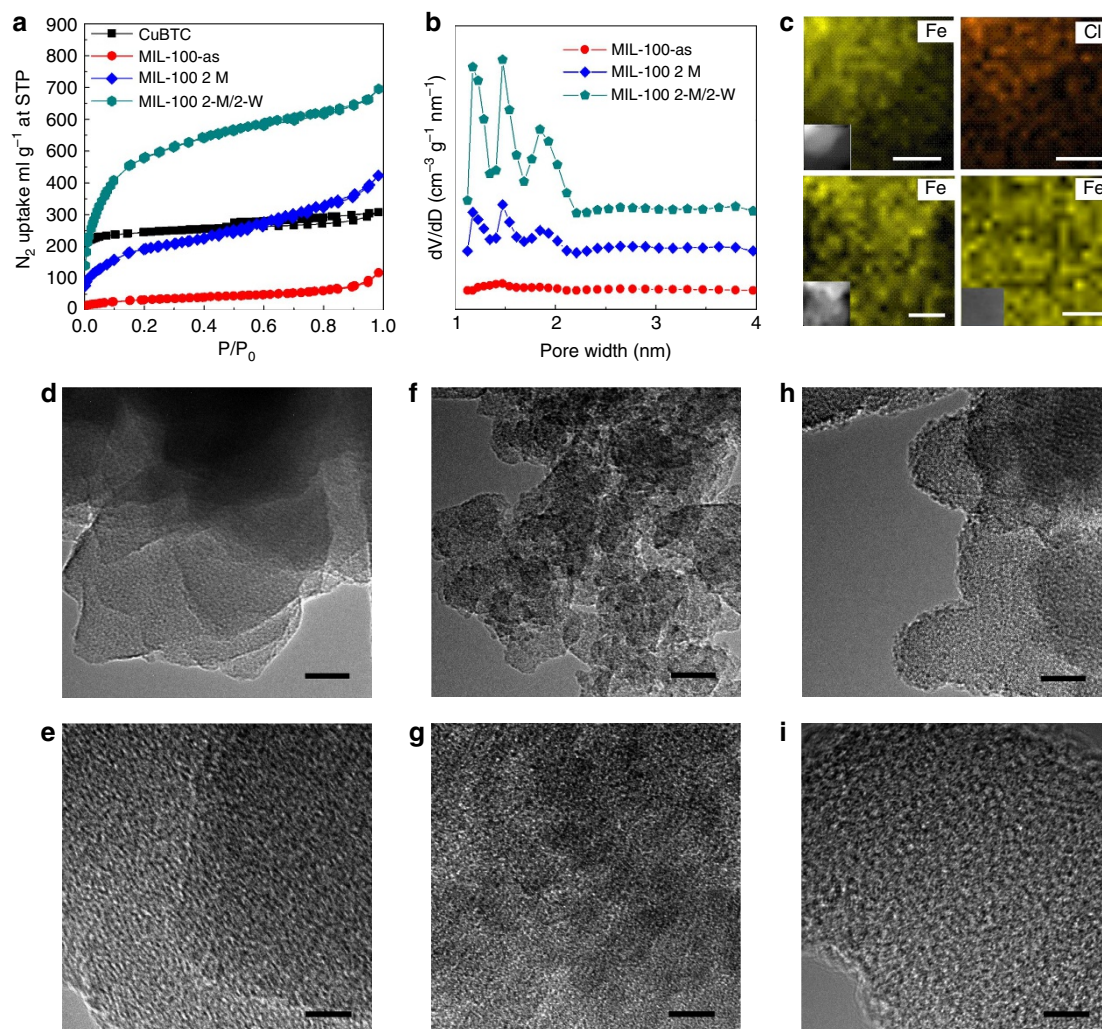 a
900
800
700
600
500
400
300
200
100
0
0.0
0.2
0.4
0.6
0.8
1.0
N₂ uptake ml g⁻¹ at STP
P/P₀
CuBTC
MIL-100-as
MIL-100 2 M
MIL-100 2-M/2-W
b
dV/dD (cm⁻³ g⁻¹ nm⁻¹)
MIL-100-as
MIL-100 2 M
MIL-100 2-M/2-W
1
2
3
4
Pore width (nm)
c
Fe
Cl
Fe
Fe
d
f
h
e
g
i